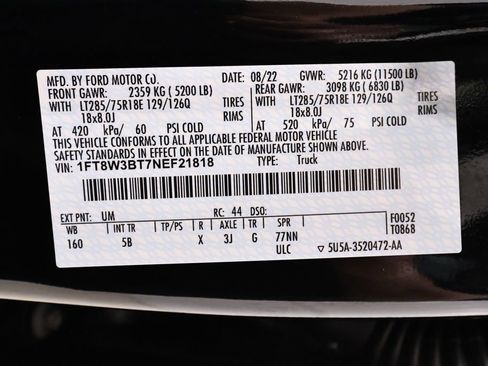 MFD. BY FORD MOTOR CO. 08/22 GVWR: 5216 KG (11500 LB)
FRONT GAWR: 2359 KG ( 5200 LB) REAR GAWR: 3098 KG ( 6830 LB)
WITH LT285/75R18E 129/126Q TIRES WITH LT285/75R18E 129/126Q TIRES
18x8.0J RIMS 18x8.0J RIMS
AT 420 kPa/ 60 PSI COLD AT 520 kPa/ 75 PSI COLD
THIS VEHICLE CONFORMS TO ALL APPLICABLE FEDERAL MOTOR VEHICLE
SAFETY STANDARDS IN EFFECT ON THE DATE OF MANUFACTURE SHOWN ABOVE.
VIN: 1FT8W3BT7NEF21818 TYPE: Truck
EXT PNT: UM RC: 44 DSO:
WB INT TR TP/PS R AXLE TR SPR F0052
160 5B X 3J G 77NN T0868
ULC 5U5A-3520472-AA